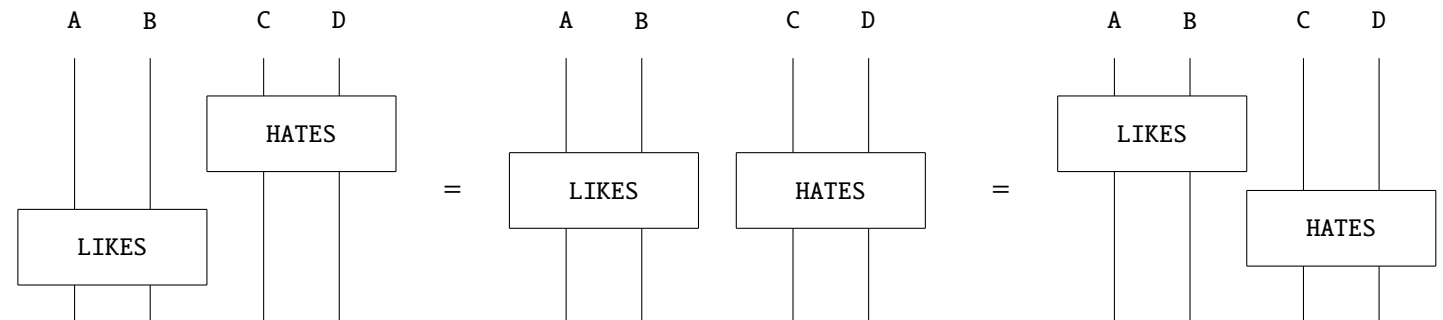 A B C D A B C D A B C D
HATES LIKES
= LIKES HATES =
LIKES HATES